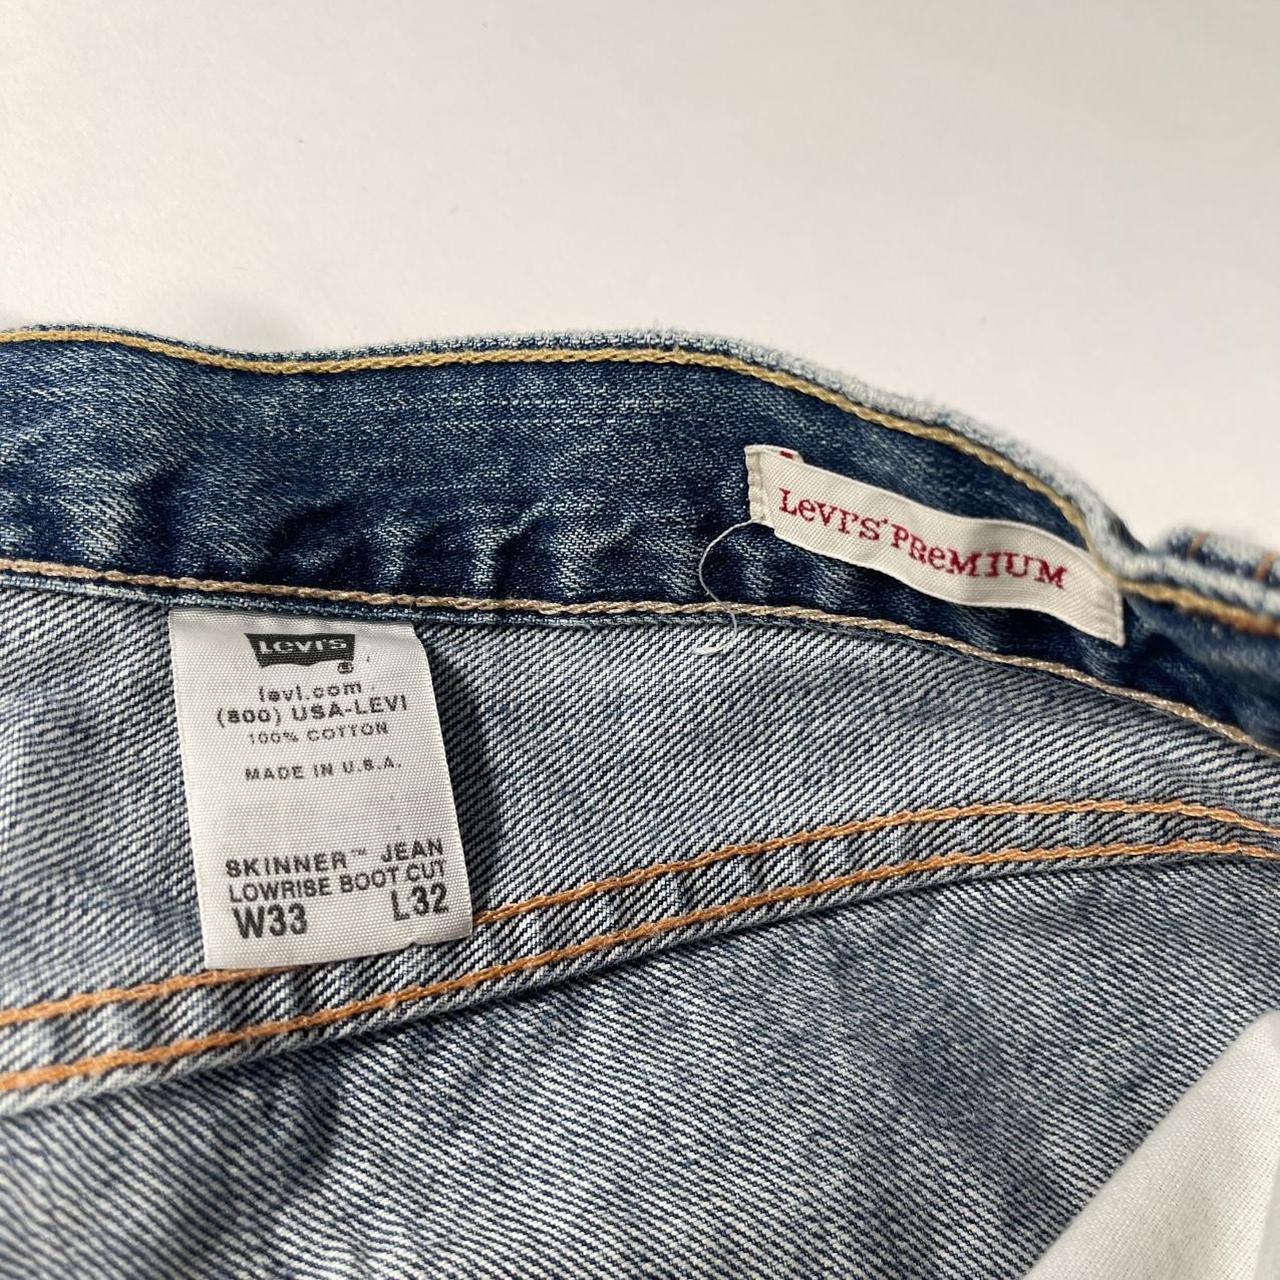 Levi's PREMIUM
Levi's
®
levi.com
(800) USA-LEVI
100% COTTON
MADE IN U.S.A.
SKINNER™ JEAN
LOWRISE BOOT CUT
W33 L32